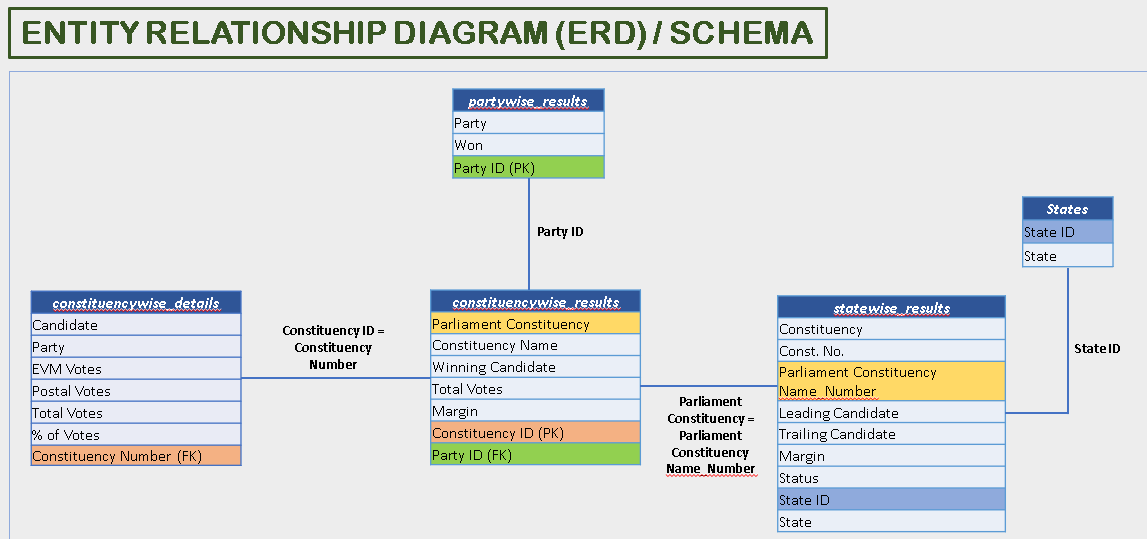 ENTITY RELATIONSHIP DIAGRAM (ERD) / SCHEMA
partywise_results
Party
Won
Party ID (PK)
Party ID
States
State ID
State
constituencywise_details
Candidate
Party
EVM Votes
Postal Votes
Total Votes
% of Votes
Constituency Number (FK)
Constituency ID =
Constituency
Number
constituencywise_results
Parliament Constituency
Constituency Name
Winning Candidate
Total Votes
Margin
Constituency ID (PK)
Party ID (FK)
Parliament
Constituency =
Parliament
Constituency
Name_Number
statewise_results
Constituency
Const. No.
Parliament Constituency
Name_Number
Leading Candidate
Trailing Candidate
Margin
Status
State ID
State
State ID